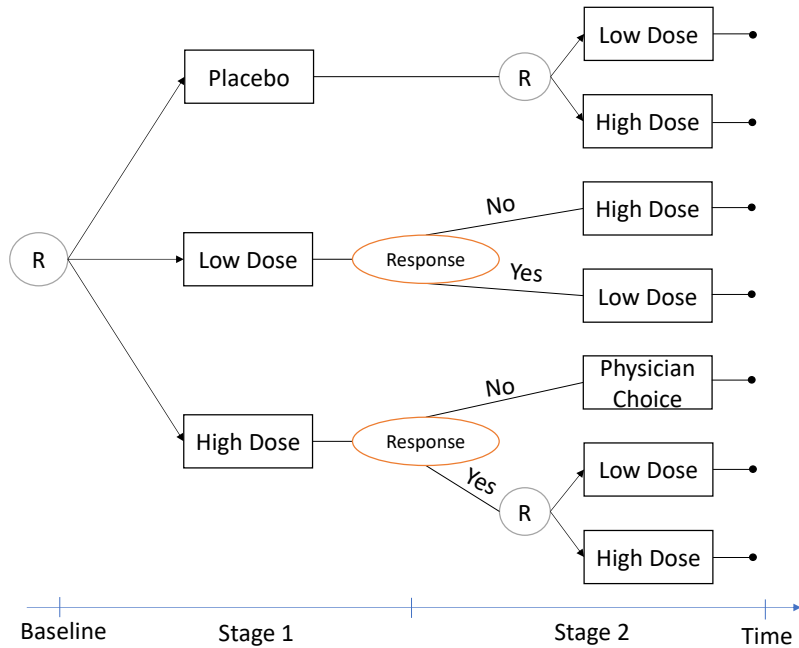 Low Dose
Placebo
R
High Dose
No
High Dose
R
Low Dose
Response
Yes
Low Dose
No
Physician
Choice
High Dose
Response
Low Dose
Yes
R
High Dose
Baseline
Stage 1
Stage 2
Time